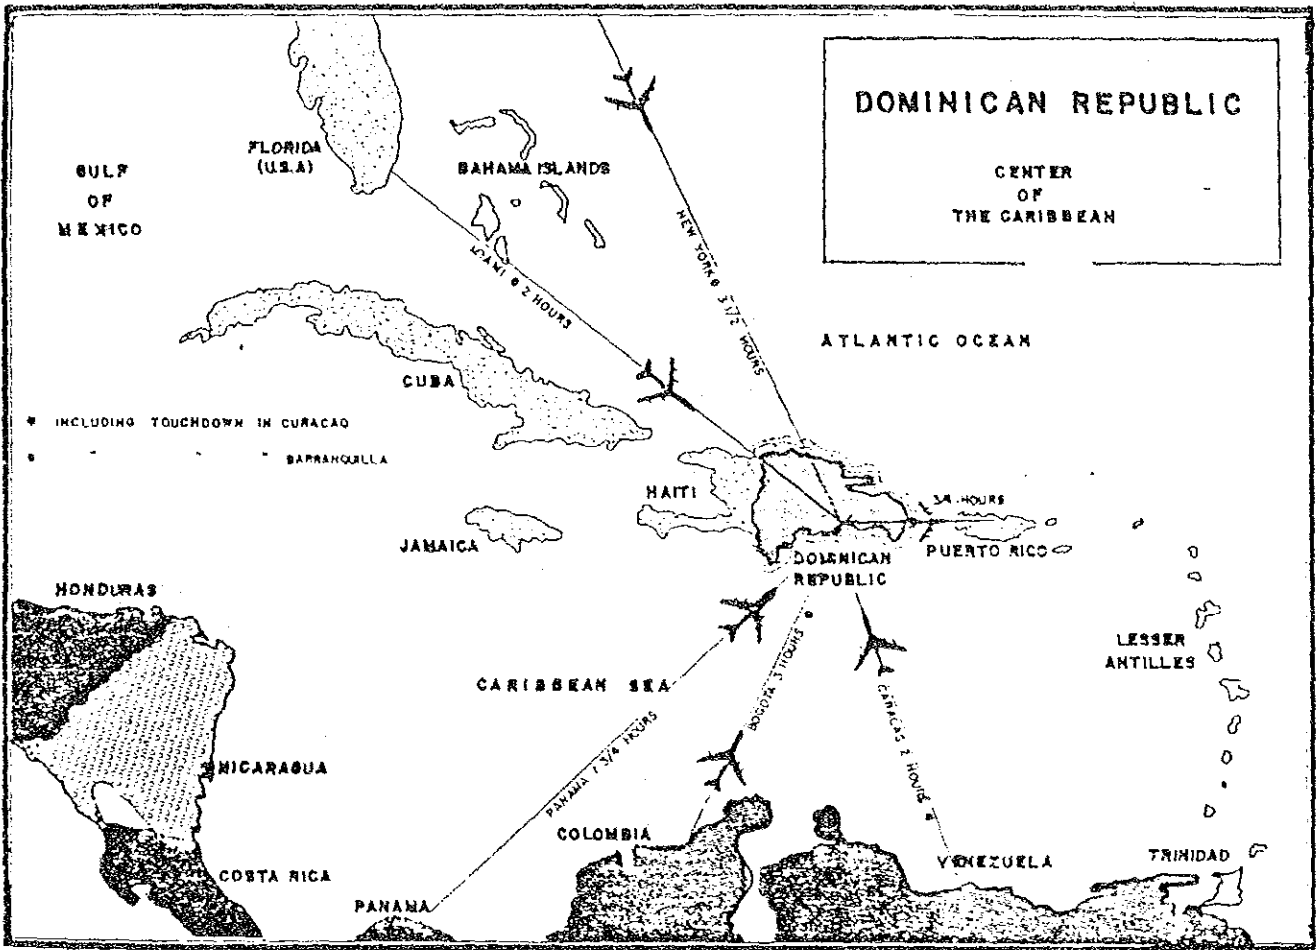 DOMINICAN REPUBLIC
CENTER
OF
THE CARIBBEAN
FLORIDA
(U.S.A)
GULF
OF
MEXICO
BAHAMA ISLANDS
NEW YORK 3 1/2 HOURS
MIAMI 2 HOURS
ATLANTIC OCEAN
CUBA
* INCLUDING TOUCHDOWN IN CURACAO
• " " " BARRANQUILLA
HAITI
3/4 HOURS
JAMAICA
PUERTO RICO
DOMINICAN
REPUBLIC
HONDURAS
LESSER
ANTILLES
CARIBBEAN SEA
BOGOTA 3 HOURS •
CARACAS 2 HOURS *
PANAMA 1 3/4 HOURS
NICARAGUA
COLOMBIA
VENEZUELA
TRINIDAD
COSTA RICA
PANAMA